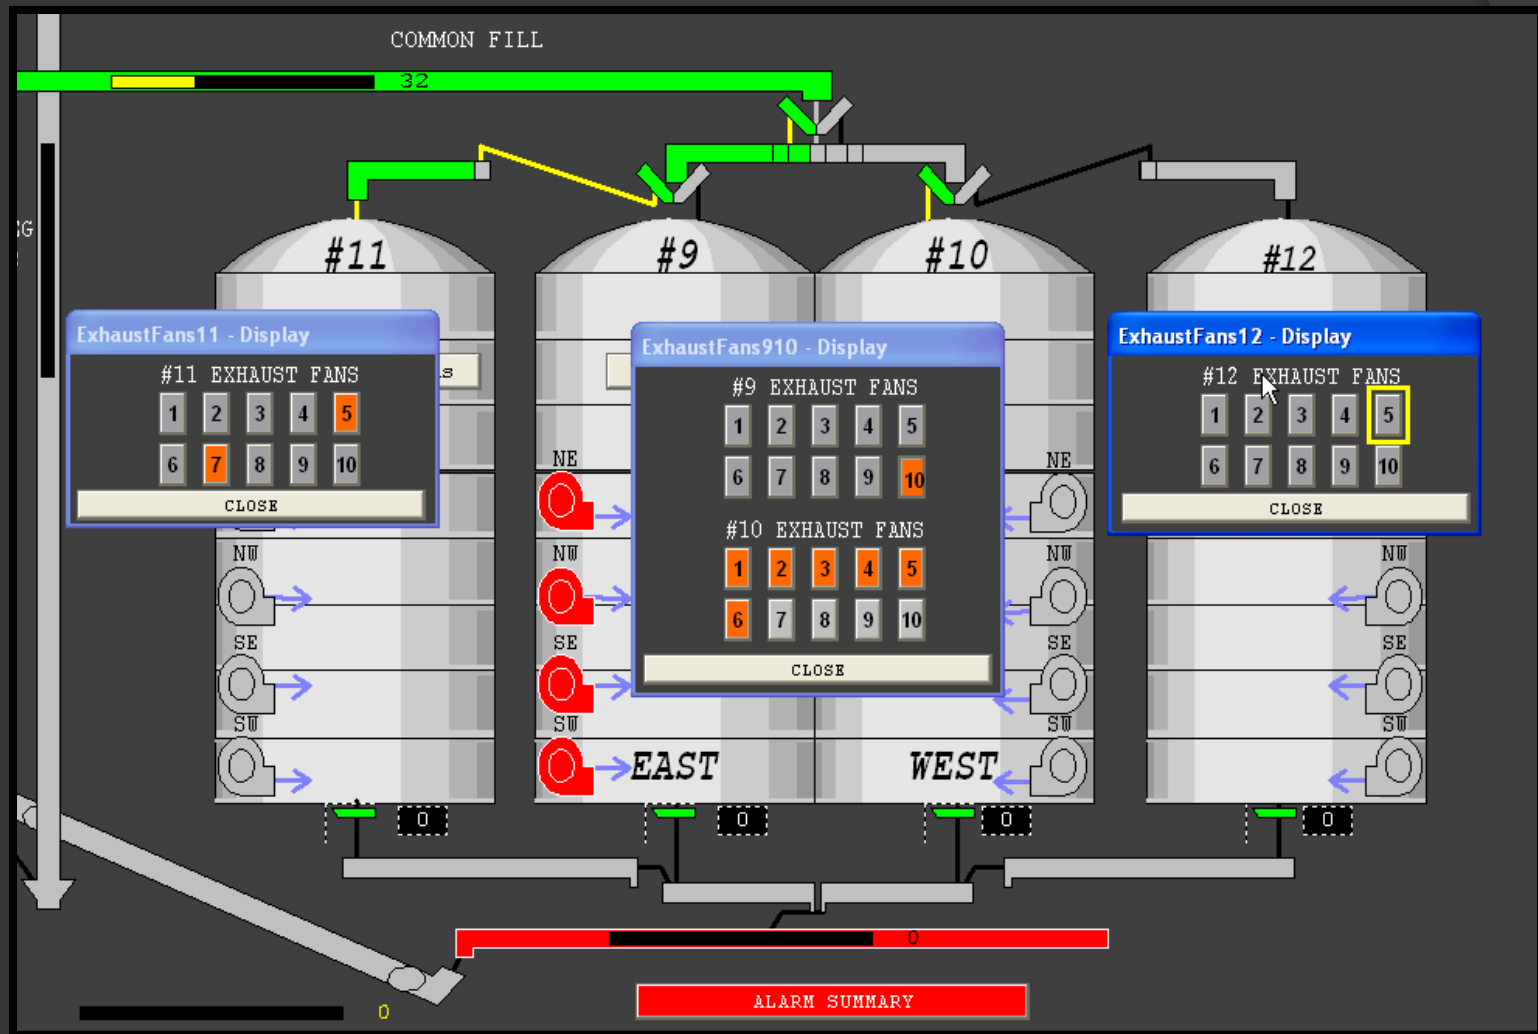 COMMON FILL
32
EG
#11
#9
#10
#12
ExhaustFans11 - Display
#11 EXHAUST FANS
1 2 3 4 5
6 7 8 9 10
CLOSE
ExhaustFans910 - Display
#9 EXHAUST FANS
1 2 3 4 5
6 7 8 9 10
#10 EXHAUST FANS
1 2 3 4 5
6 7 8 9 10
CLOSE
ExhaustFans12 - Display
#12 EXHAUST FANS
1 2 3 4 5
6 7 8 9 10
CLOSE
NE
NE
NW
NW
NW
NW
SE
SE
SE
SE
SW
SW
SW
SW
EAST
WEST
0
0
0
0
0
ALARM SUMMARY
0